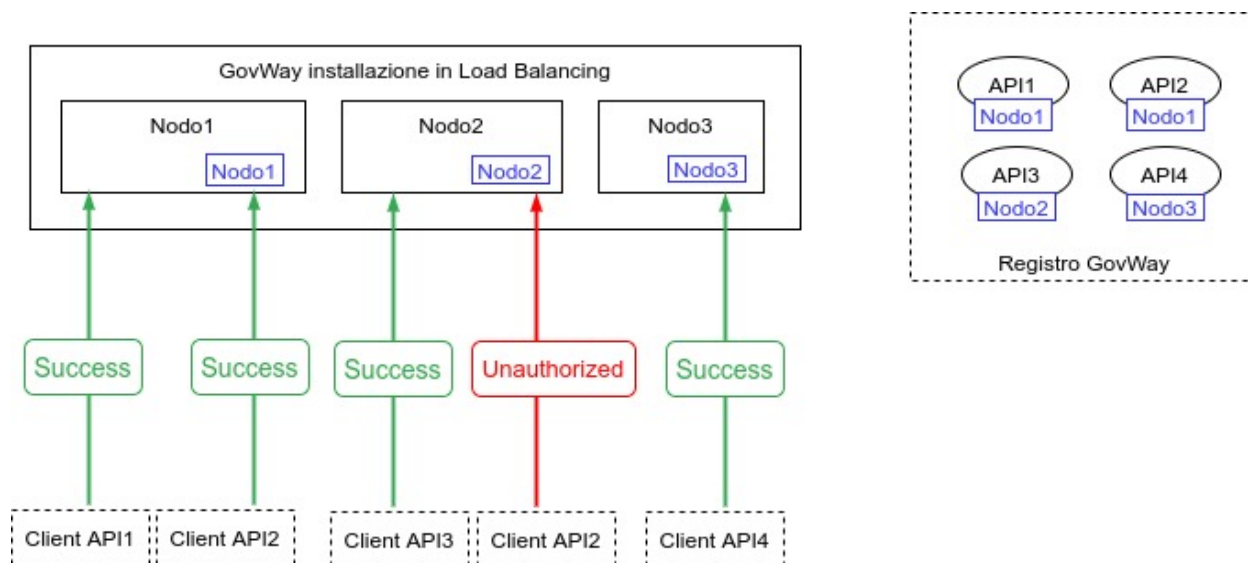 GovWay installazione in Load Balancing
Nodo1
Nodo1
Nodo2
Nodo2
Nodo3
Nodo3
Success
Success
Success
Unauthorized
Success
Client API1
Client API2
Client API3
Client API2
Client API4
API1
Nodo1
API2
Nodo1
API3
Nodo2
API4
Nodo3
Registro GovWay